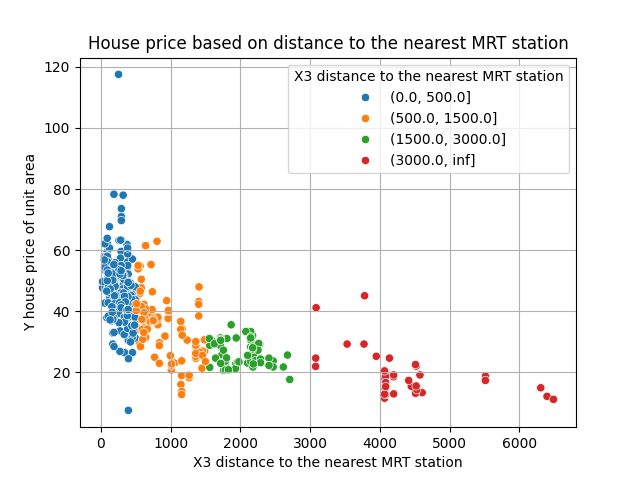 House price based on distance to the nearest MRT station
120
100
80
60
40
20
Y house price of unit area
X3 distance to the nearest MRT station
(0.0, 500.0]
(500.0, 1500.0]
(1500.0, 3000.0]
(3000.0, inf]
0 1000 2000 3000 4000 5000 6000
X3 distance to the nearest MRT station